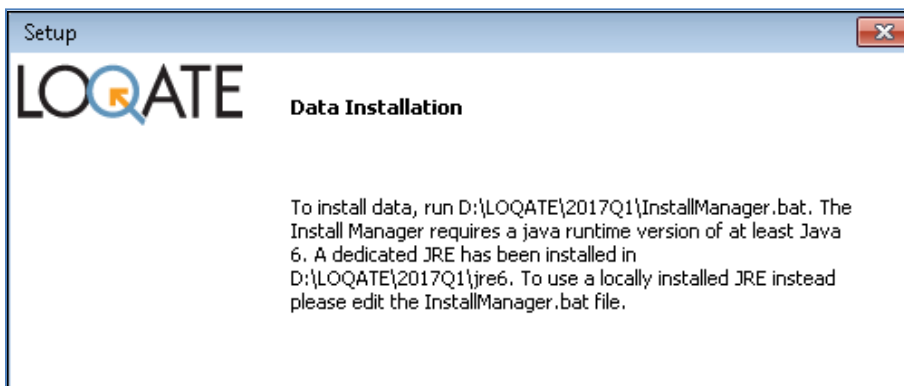 Setup
LOQATE
Data Installation
To install data, run D:\LOQATE\2017Q1\InstallManager.bat. The
Install Manager requires a java runtime version of at least Java
6. A dedicated JRE has been installed in
D:\LOQATE\2017Q1\jre6. To use a locally installed JRE instead
please edit the InstallManager.bat file.